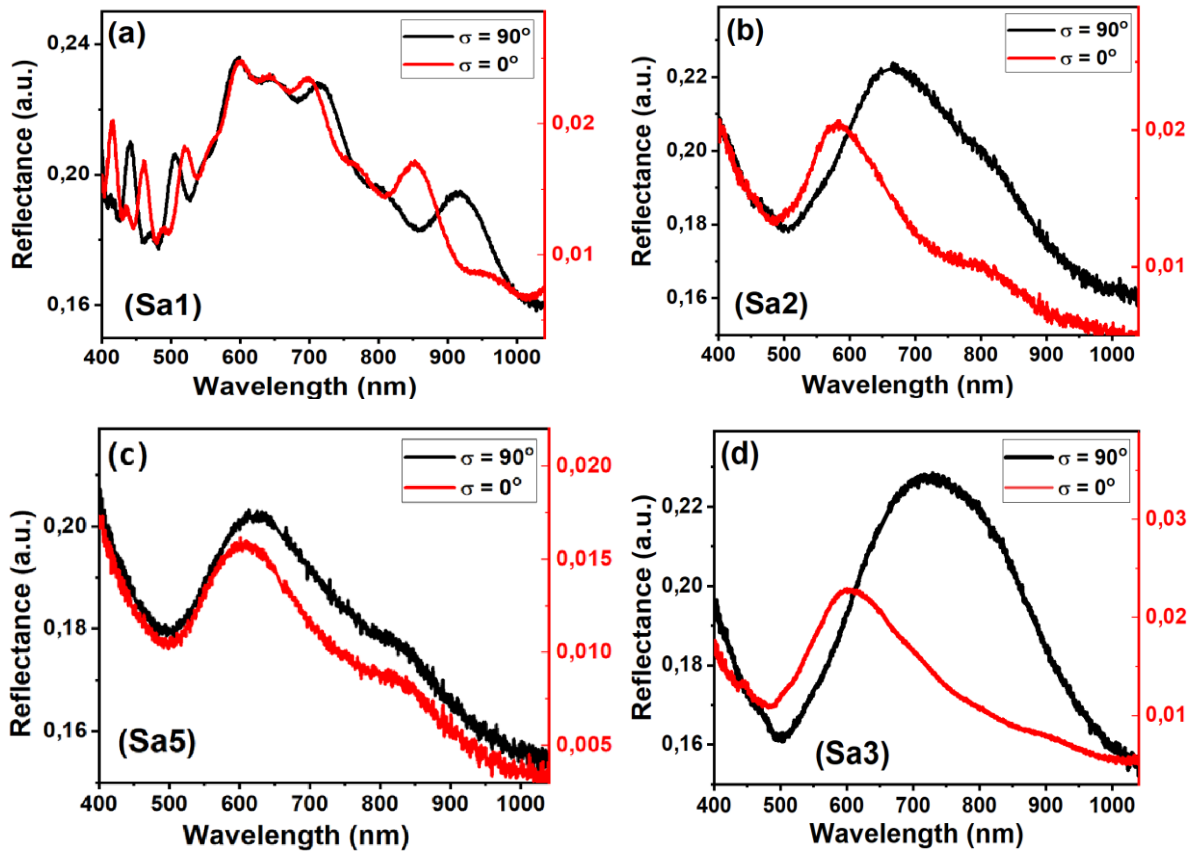 (a)
σ = 90°
σ = 0°
Reflectance (a.u.)
0,24
0,20
0,16
0,02
0,01
(Sa1)
400 500 600 700 800 900 1000
Wavelength (nm)
(b)
σ = 90°
σ = 0°
Reflectance (a.u.)
0,22
0,20
0,18
0,16
0,02
0,01
(Sa2)
400 500 600 700 800 900 1000
Wavelength (nm)
(c)
σ = 90°
σ = 0°
Reflectance (a.u.)
0,20
0,18
0,16
0,020
0,015
0,010
0,005
(Sa5)
400 500 600 700 800 900 1000
Wavelength (nm)
(d)
σ = 90°
σ = 0°
Reflectance (a.u.)
0,22
0,20
0,18
0,16
0,03
0,02
0,01
(Sa3)
400 500 600 700 800 900 1000
Wavelength (nm)